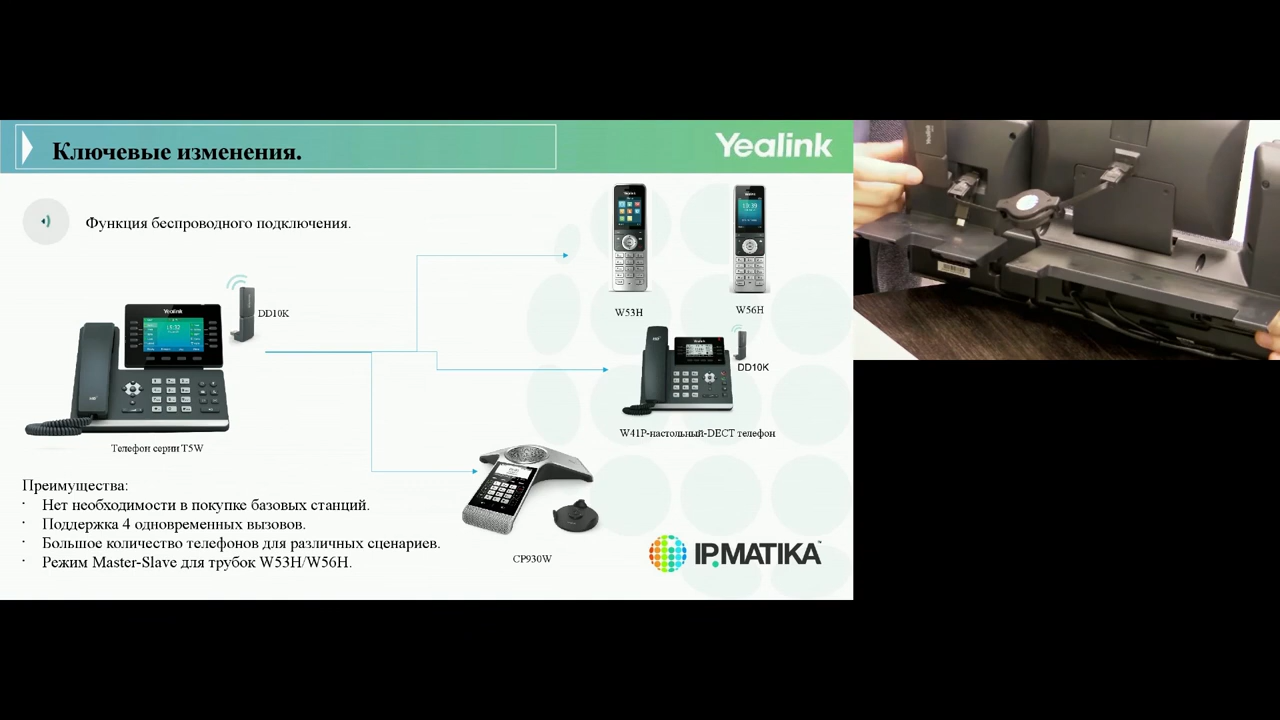 Ключевые изменения.
Yealink
Функция беспроводного подключения.
DD10K
Yealink
Телефон серии T5W
W53H
W56H
DD10K
W41P-настольный-DECT телефон
CP930W
Преимущества:
· Нет необходимости в покупке базовых станций.
· Поддержка 4 одновременных вызовов.
· Большое количество телефонов для различных сценариев.
· Режим Master-Slave для трубок W53H/W56H.
IPMATIKA™